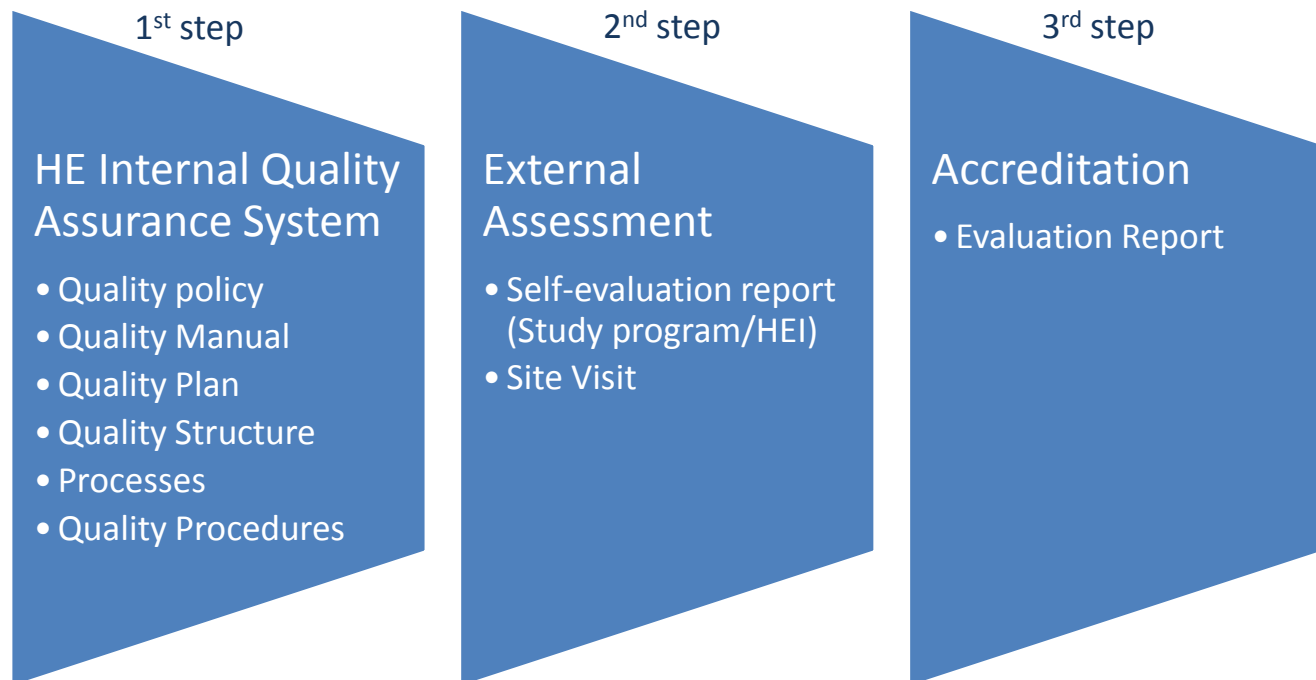 1st step
HE Internal Quality
Assurance System
• Quality policy
• Quality Manual
• Quality Plan
• Quality Structure
• Processes
• Quality Procedures
2nd step
External
Assessment
• Self-evaluation report
(Study program/HEI)
• Site Visit
3rd step
Accreditation
• Evaluation Report